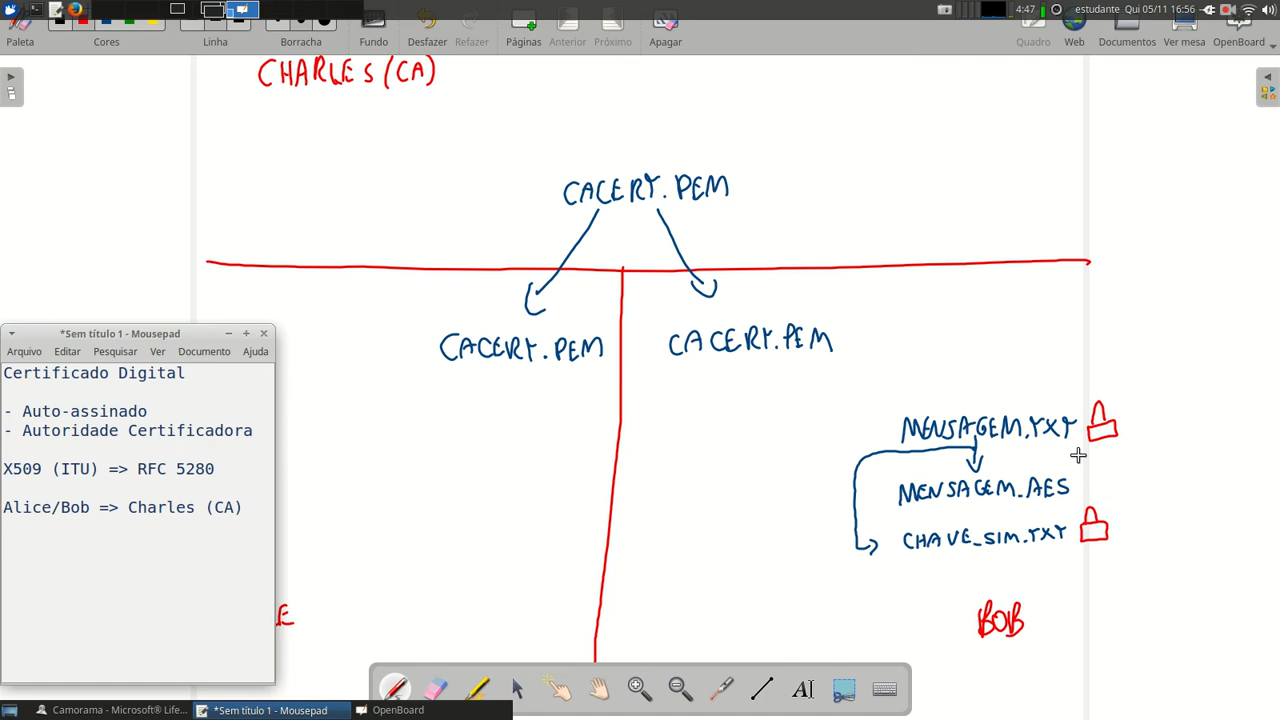 4:47 estudante Qui 05/11 16:56
Paleta Cores Linha Borracha Fundo Desfazer Refazer Páginas Anterior Próximo Apagar Quadro Web Documentos Ver mesa OpenBoard
CHARLES (CA)
CACERT.PEM
CACERT.PEM CACERT.PEM
*Sem título 1 - Mousepad
Arquivo Editar Pesquisar Ver Documento Ajuda
Certificado Digital
- Auto-assinado
- Autoridade Certificadora
X509 (ITU) => RFC 5280
Alice/Bob => Charles (CA)
MENSAGEM.TXT
MENSAGEM.AES
CHAVE_SIM.TXT
E
BOB
AI
Camorama - Microsoft® Life... *Sem título 1 - Mousepad OpenBoard